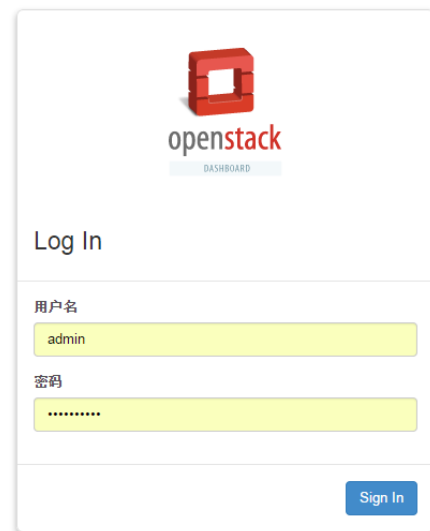 openstack
DASHBOARD
Log In
用户名
admin
密码
••••••••••
Sign In